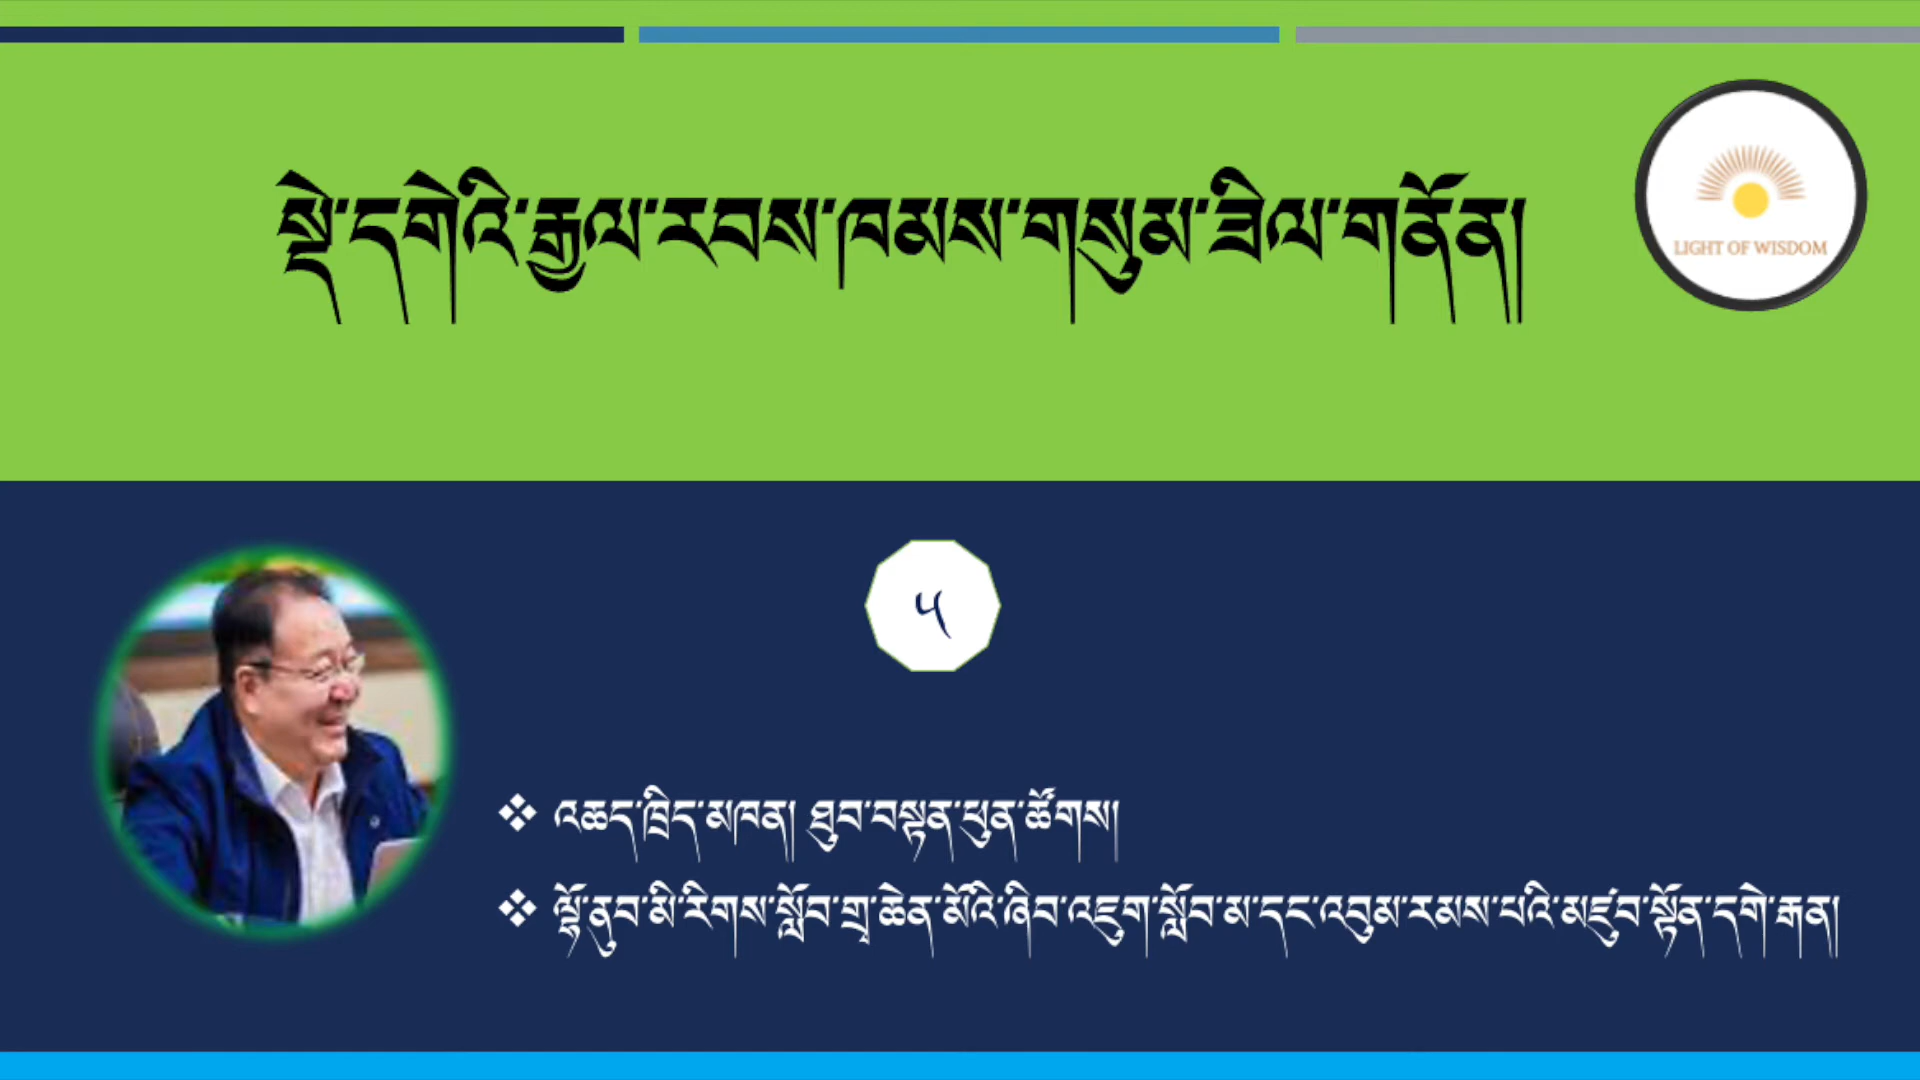 སྡེ་དགེའི་རྒྱལ་རབས་ཁམས་གསུམ་ཟིལ་གནོན།
LIGHT OF WISDOM
༥
❖ འཆད་ཁྲིད་མཁན། ཐུབ་བསྟན་ཕུན་ཚོགས།
❖ ལྷོ་ནུབ་མི་རིགས་སློབ་གྲྭ་ཆེན་མོའི་ཞིབ་འཇུག་སློབ་མ་དང་འབུམ་རམས་པའི་མཛུབ་སྟོན་དགེ་རྒན།